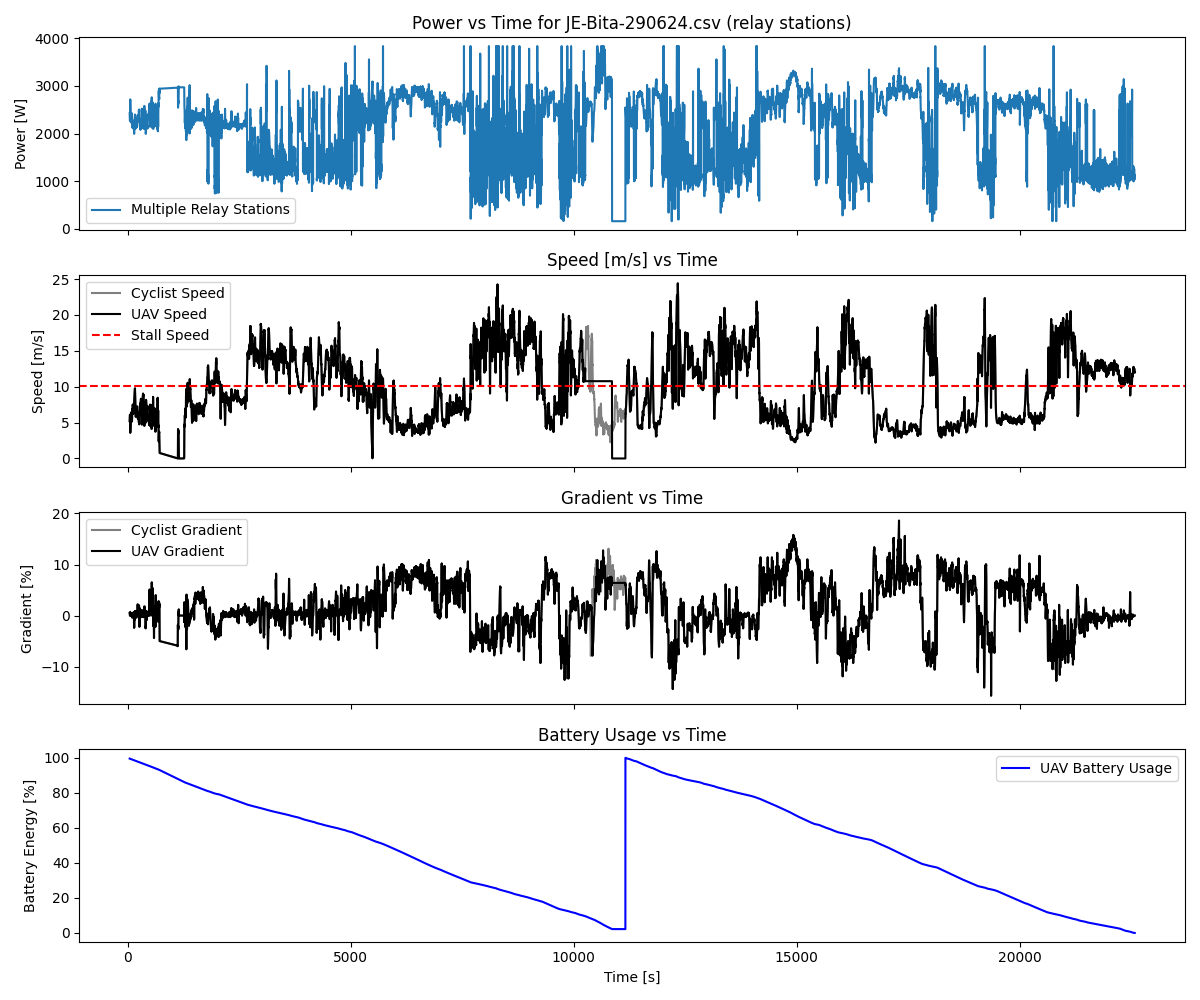 Power vs Time for JE-Bita-290624.csv (relay stations)
4000
3000
2000
1000
0
Power [W]
Multiple Relay Stations
Speed [m/s] vs Time
25
20
15
10
5
0
Speed [m/s]
Cyclist Speed
UAV Speed
Stall Speed
Gradient vs Time
20
10
0
−10
Gradient [%]
Cyclist Gradient
UAV Gradient
Battery Usage vs Time
100
80
60
40
20
0
Battery Energy [%]
UAV Battery Usage
0 5000 10000 15000 20000
Time [s]